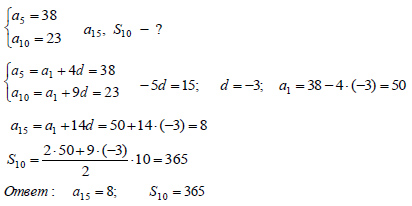 {a₅ = 38
a₁₀ = 23 a₁₅, S₁₀ − ?
{a₅ = a₁ + 4d = 38
a₁₀ = a₁ + 9d = 23 −5d = 15; d = −3; a₁ = 38 − 4 · (−3) = 50
a₁₅ = a₁ + 14d = 50 + 14 · (−3) = 8
S₁₀ = (2 · 50 + 9 · (−3))/2 · 10 = 365
Ответ: a₁₅ = 8; S₁₀ = 365